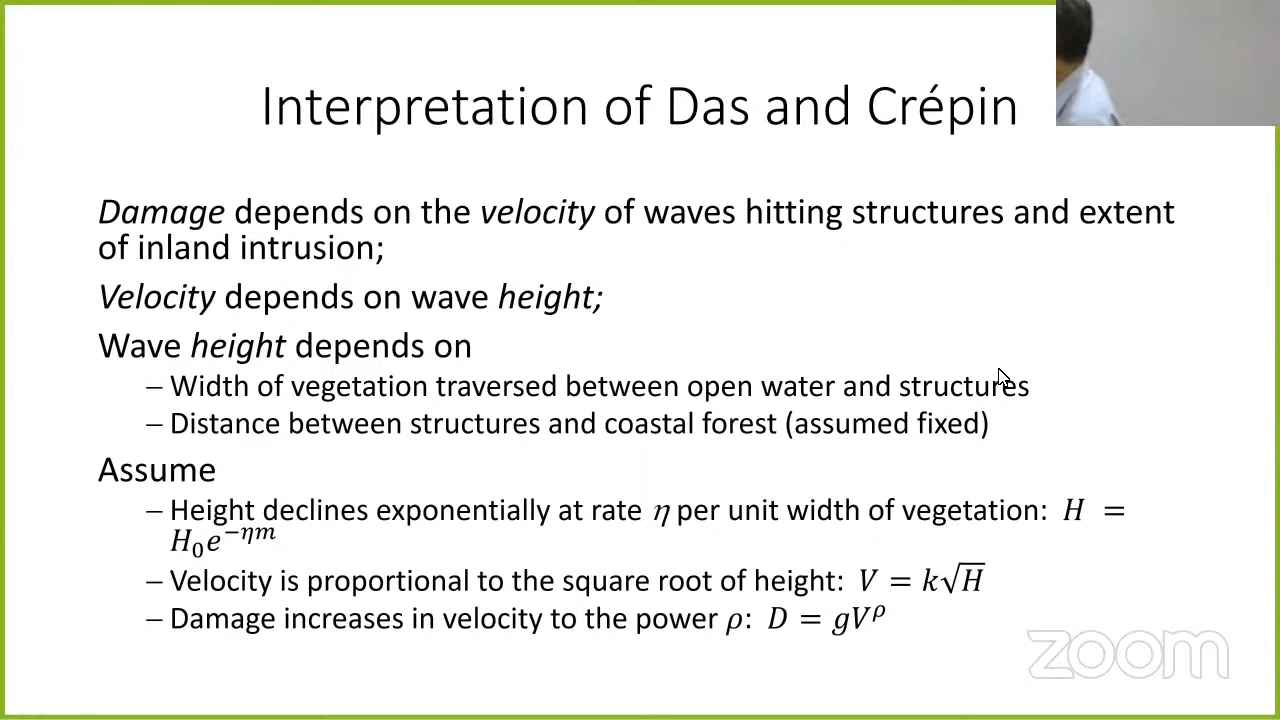 Interpretation of Das and Crépin
Damage depends on the velocity of waves hitting structures and extent
of inland intrusion;
Velocity depends on wave height;
Wave height depends on
– Width of vegetation traversed between open water and structures
– Distance between structures and coastal forest (assumed fixed)
Assume
– Height declines exponentially at rate η per unit width of vegetation: H =
H₀e^{−ηm}
– Velocity is proportional to the square root of height: V = k√H
– Damage increases in velocity to the power ρ: D = gV^ρ
zoom